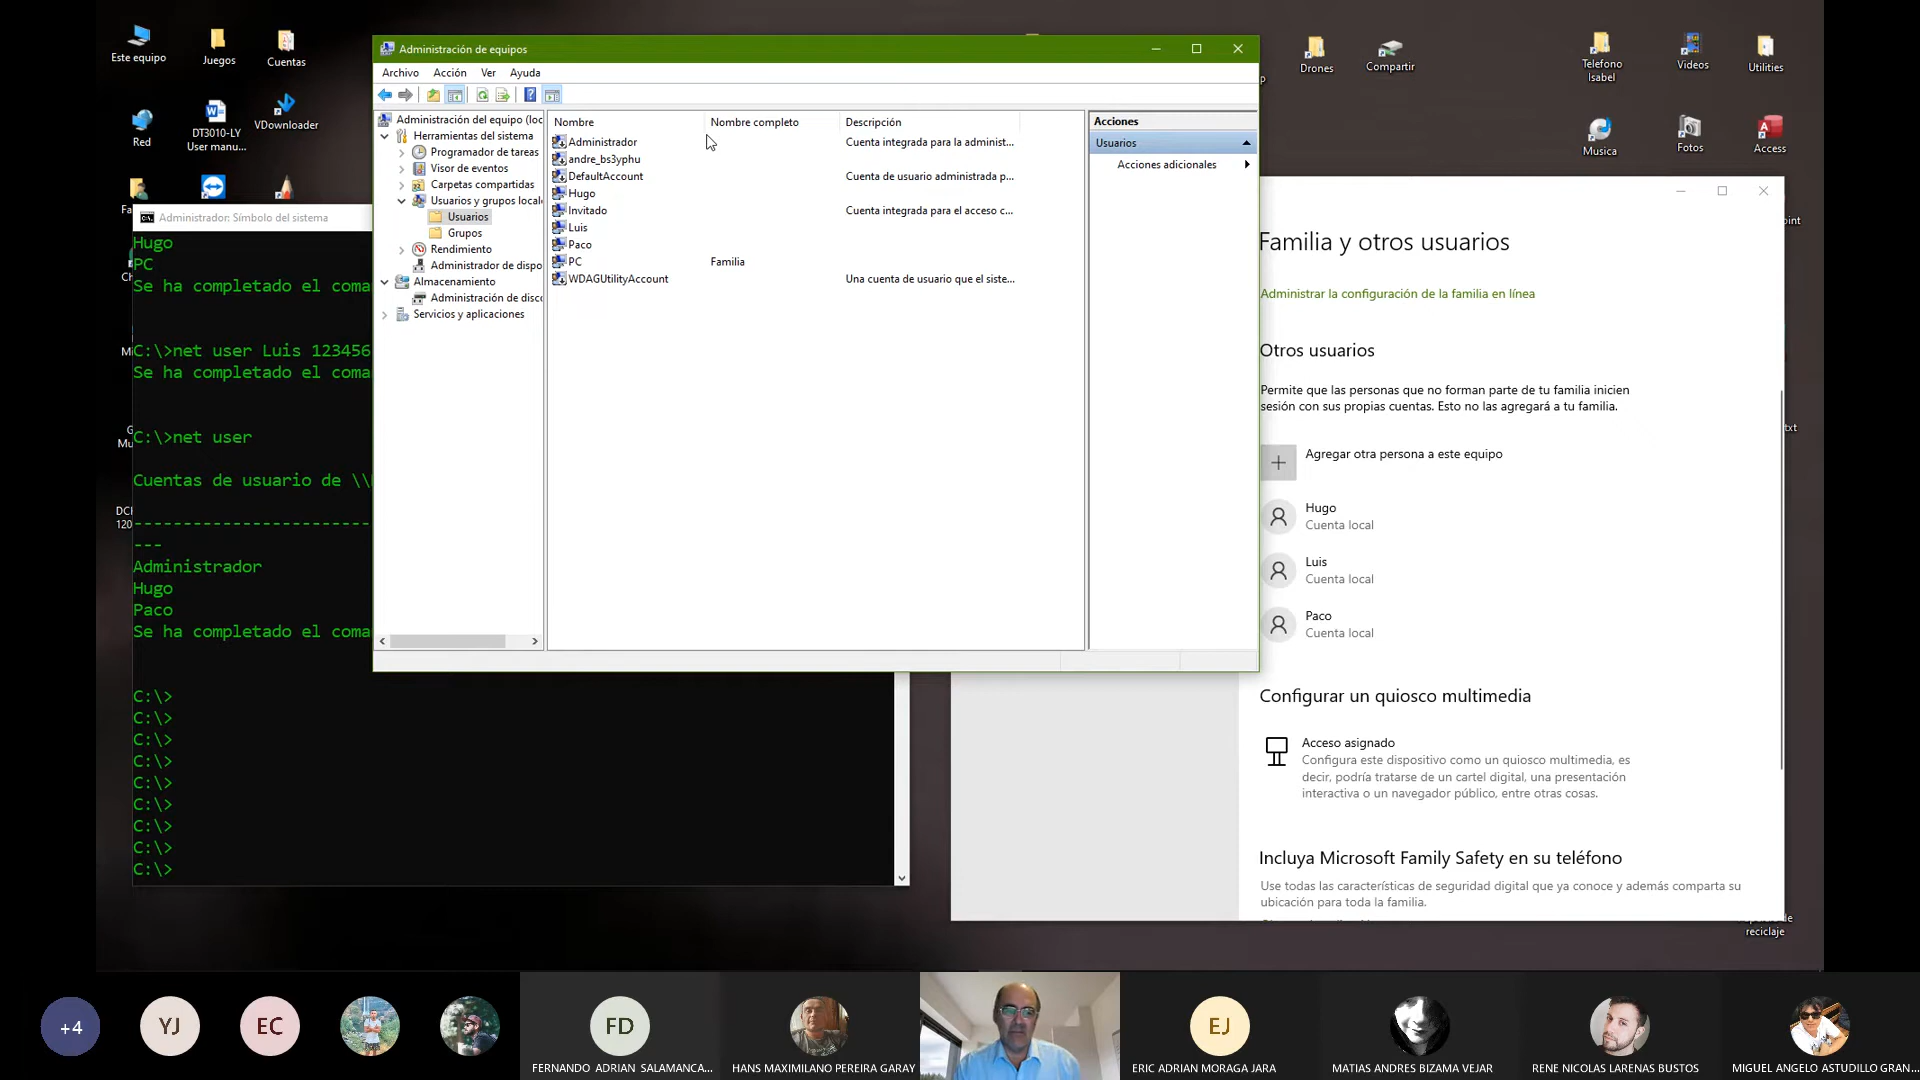 Este equipo
Juegos
Cuentas
Red
DT3010-LY
User manu...
VDownloader
Drones
Compartir
Telefono
Isabel
Videos
Utilities
Musica
Fotos
Access
Administración de equipos
Archivo Acción Ver Ayuda
Administración del equipo (loc
Herramientas del sistema
Programador de tareas
Visor de eventos
Carpetas compartidas
Usuarios y grupos locale
Usuarios
Grupos
Rendimiento
Administrador de dispo
Almacenamiento
Administración de disco
Servicios y aplicaciones
Nombre Nombre completo Descripción
Administrador Cuenta integrada para la administ...
andre_bs3yphu
DefaultAccount Cuenta de usuario administrada p...
Hugo
Invitado Cuenta integrada para el acceso c...
Luis
Paco
PC Familia
WDAGUtilityAccount Una cuenta de usuario que el siste...
Acciones
Usuarios
Acciones adicionales
Administrador: Símbolo del sistema
Hugo
PC
Se ha completado el coma
C:\>net user Luis 123456
Se ha completado el coma
C:\>net user
Cuentas de usuario de \\
-------------------------
---
Administrador
Hugo
Paco
Se ha completado el coma
C:\>
C:\>
C:\>
C:\>
C:\>
C:\>
C:\>
C:\>
C:\>
Familia y otros usuarios
Administrar la configuración de la familia en línea
Otros usuarios
Permite que las personas que no forman parte de tu familia inicien
sesión con sus propias cuentas. Esto no las agregará a tu familia.
Agregar otra persona a este equipo
Hugo
Cuenta local
Luis
Cuenta local
Paco
Cuenta local
Configurar un quiosco multimedia
Acceso asignado
Configura este dispositivo como un quiosco multimedia, es
decir, podría tratarse de un cartel digital, una presentación
interactiva o un navegador público, entre otras cosas.
Incluya Microsoft Family Safety en su teléfono
Use todas las características de seguridad digital que ya conoce y además comparta su
ubicación para toda la familia.
reciclaje
+4
YJ
EC
FD
EJ
FERNANDO ADRIAN SALAMANCA...
HANS MAXIMILANO PEREIRA GARAY
ERIC ADRIAN MORAGA JARA
MATIAS ANDRES BIZAMA VEJAR
RENE NICOLAS LARENAS BUSTOS
MIGUEL ANGELO ASTUDILLO GRAN...